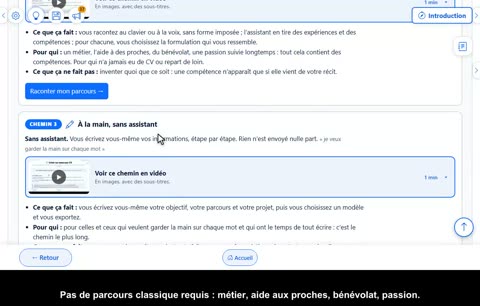 Introduction
En images, avec des sous-titres.
• Ce que ça fait : vous racontez au clavier ou à la voix, sans forme imposée ; l'assistant en tire des expériences et des
compétences ; pour chacune, vous choisissez la formulation qui vous ressemble.
• Pour qui : un métier, l'aide à des proches, du bénévolat, une passion suivie longtemps : tout cela contient des
compétences. Pour qui n'a jamais eu de CV ou repart de loin.
• Ce que ça ne fait pas : inventer quoi que ce soit : une compétence n'apparaît que si elle vient de votre récit.
Raconter mon parcours →
CHEMIN 3 À la main, sans assistant
Sans assistant. Vous écrivez vous-même vos informations, étape par étape. Rien n'est envoyé nulle part. « je veux
garder la main sur chaque mot »
Voir ce chemin en vidéo
En images, avec des sous-titres.
1 min
• Ce que ça fait : vous écrivez vous-même votre objectif, votre parcours et votre projet, puis vous choisissez un modèle
et vous exportez.
• Pour qui : pour celles et ceux qui veulent garder la main sur chaque mot et qui ont le temps de tout écrire : c'est le
chemin le plus long.
← Retour
Accueil
Pas de parcours classique requis : métier, aide aux proches, bénévolat, passion.